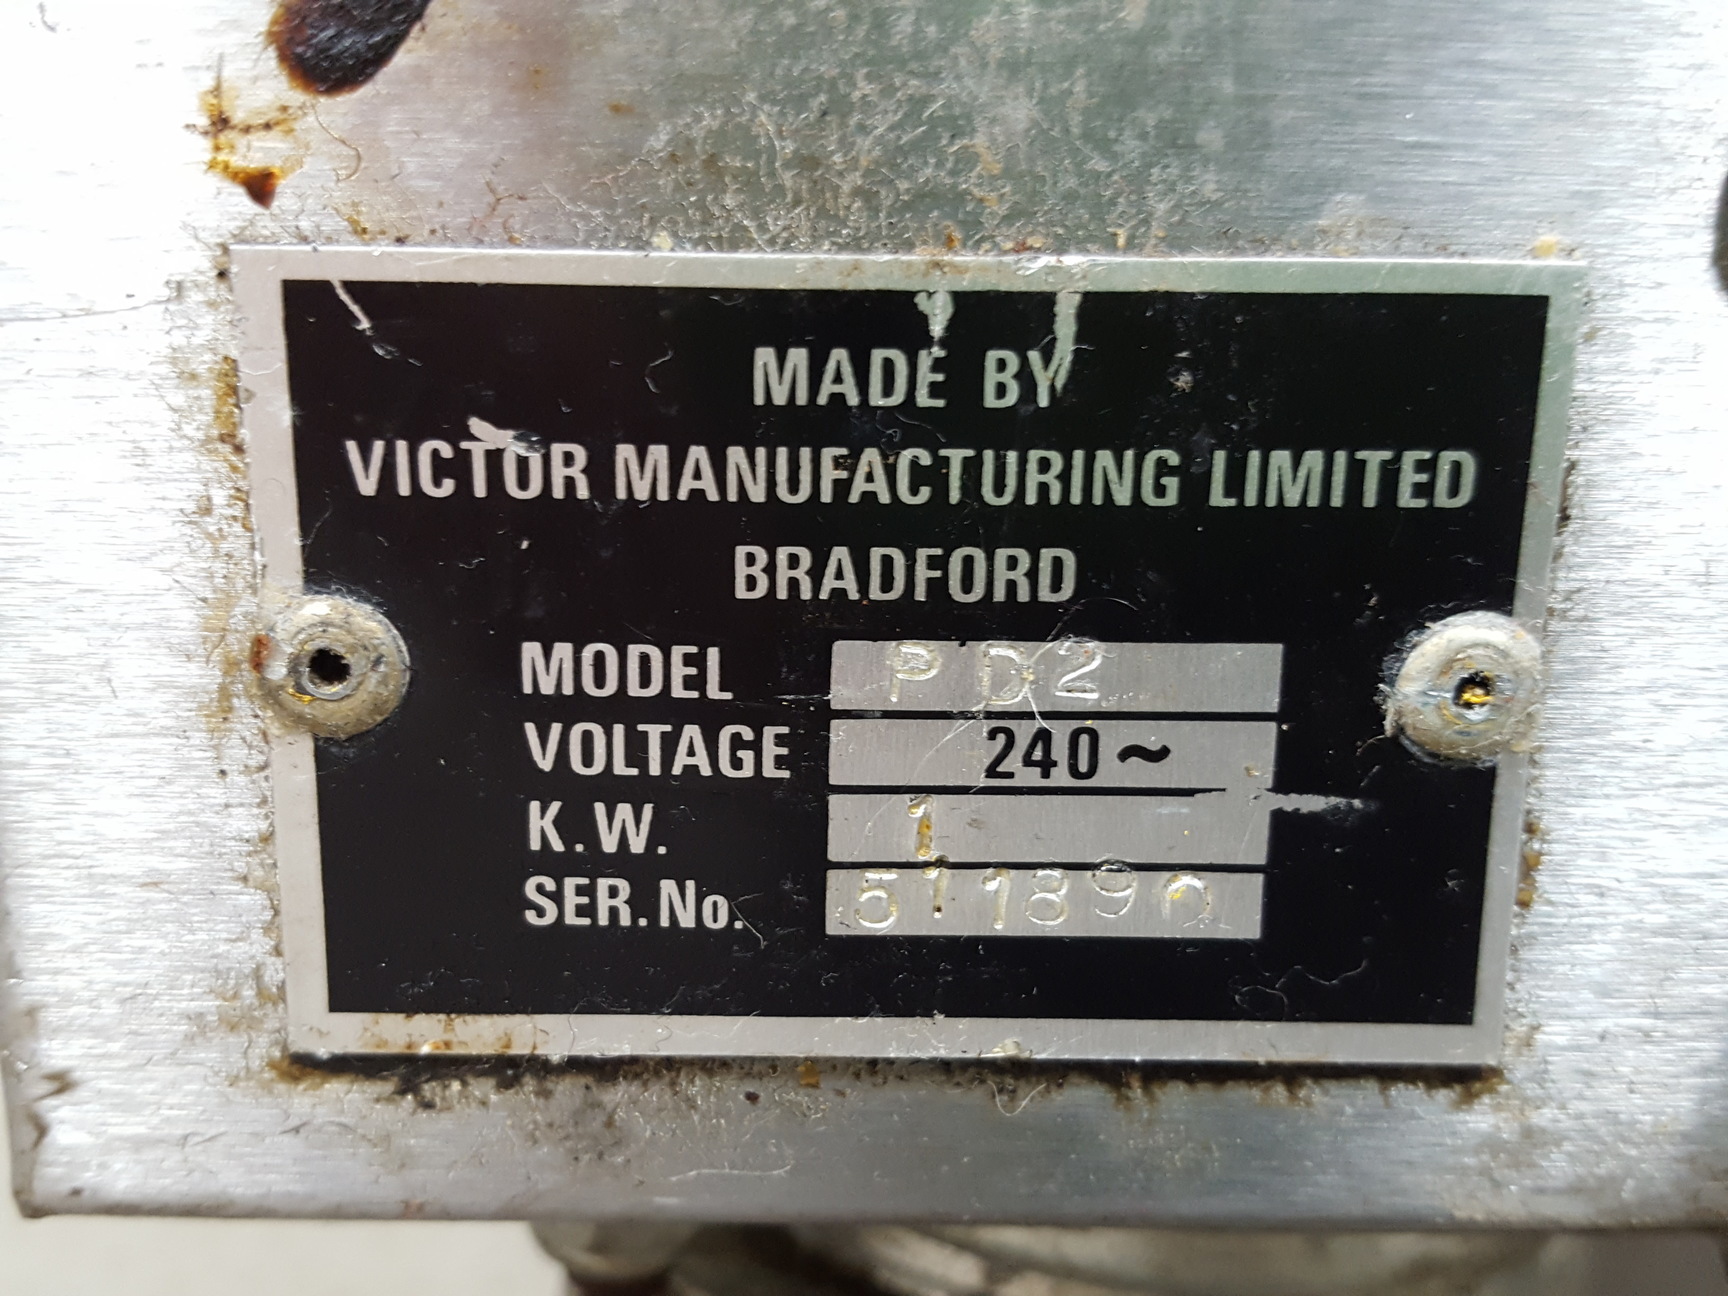 MADE BY
VICTOR MANUFACTURING LIMITED
BRADFORD
MODEL PD2
VOLTAGE 240~
K.W. 1
SER.No. 511890